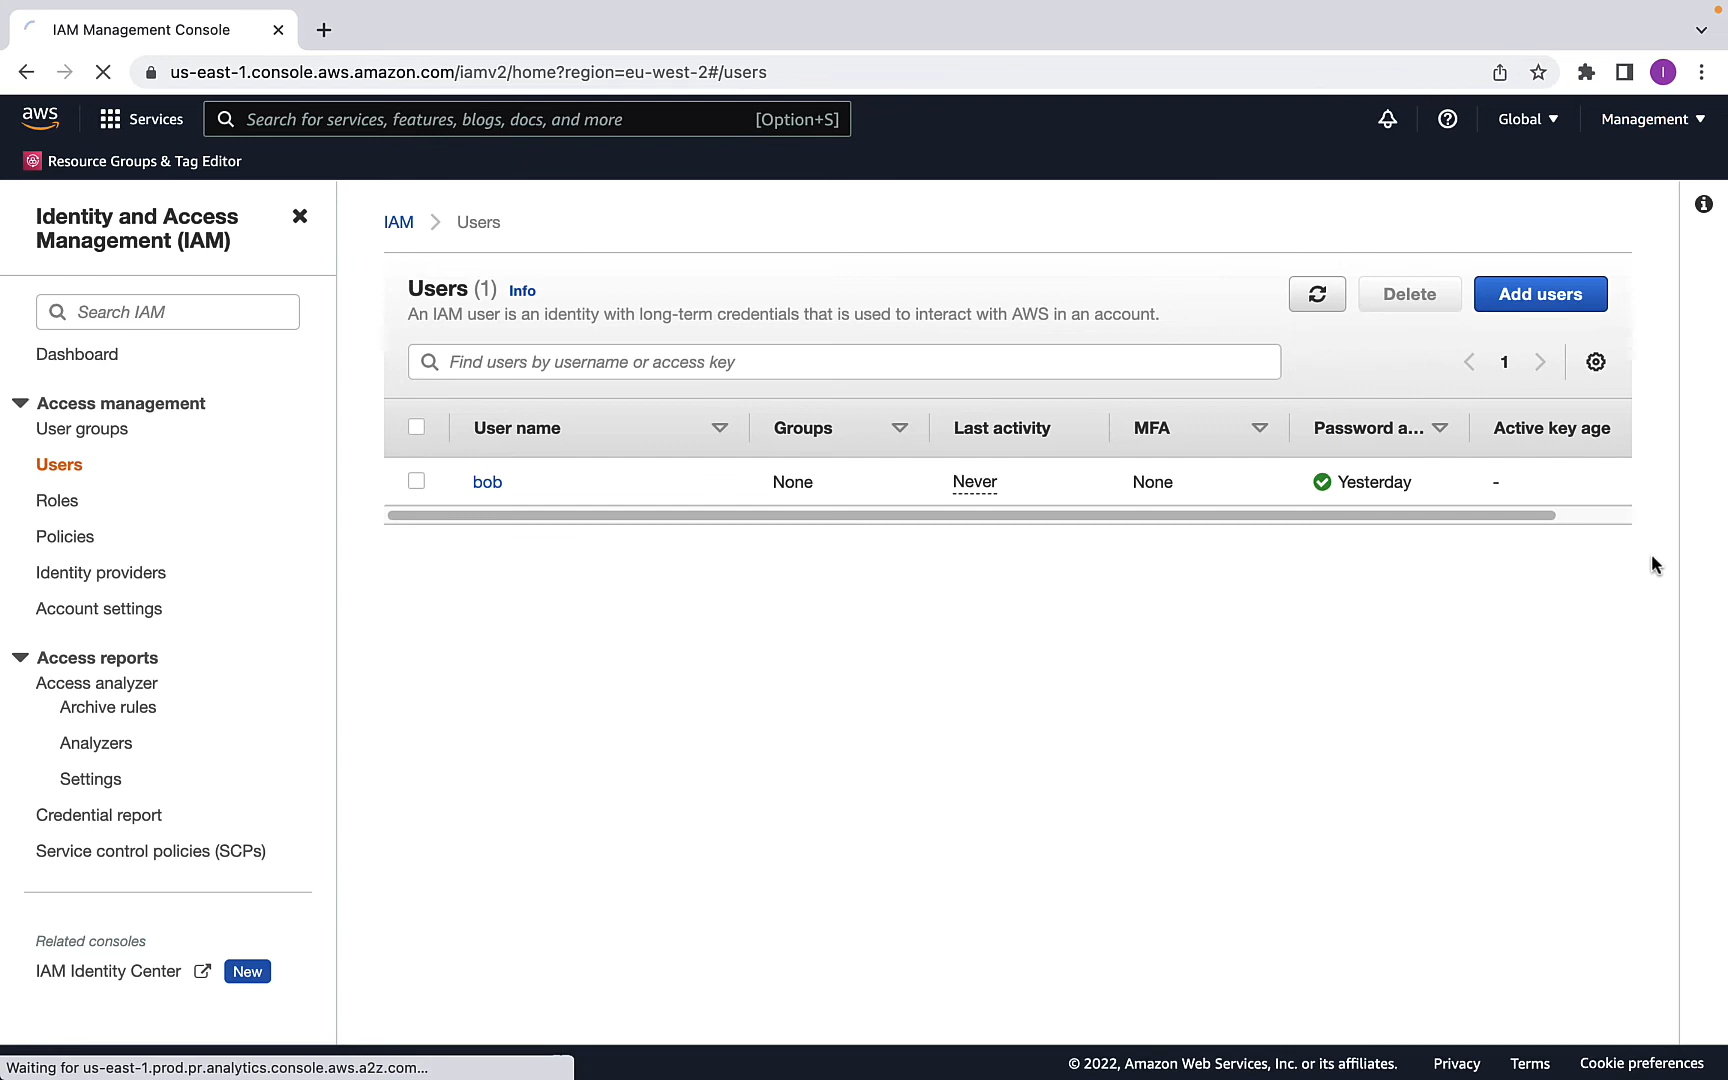 IAM Management Console
us-east-1.console.aws.amazon.com/iamv2/home?region=eu-west-2#/users
I
aws
Services
Search for services, features, blogs, docs, and more
[Option+S]
Global
Management
Resource Groups & Tag Editor
Identity and Access
Management (IAM)
Search IAM
Dashboard
Access management
User groups
Users
Roles
Policies
Identity providers
Account settings
Access reports
Access analyzer
Archive rules
Analyzers
Settings
Credential report
Service control policies (SCPs)
Related consoles
IAM Identity Center
New
IAM
Users
Users (1) Info
An IAM user is an identity with long-term credentials that is used to interact with AWS in an account.
Delete
Add users
Find users by username or access key
1
User name Groups Last activity MFA Password a... Active key age
bob None Never None Yesterday -
Waiting for us-east-1.prod.pr.analytics.console.aws.a2z.com...
© 2022, Amazon Web Services, Inc. or its affiliates. Privacy Terms Cookie preferences